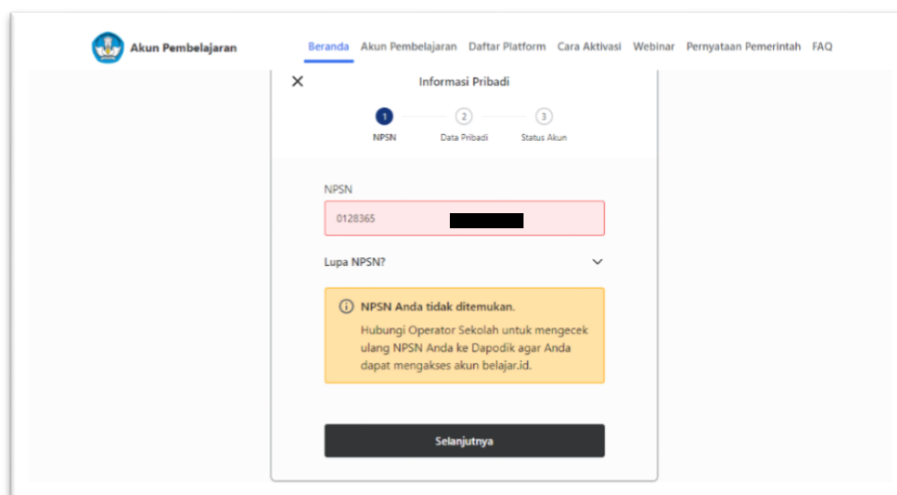 Akun Pembelajaran
Beranda Akun Pembelajaran Daftar Platform Cara Aktivasi Webinar Pernyataan Pemerintah FAQ
Informasi Pribadi
1 2 3
NPSN Data Pribadi Status Akun
NPSN
0128365
Lupa NPSN?
NPSN Anda tidak ditemukan.
Hubungi Operator Sekolah untuk mengecek
ulang NPSN Anda ke Dapodik agar Anda
dapat mengakses akun belajar.id.
Selanjutnya